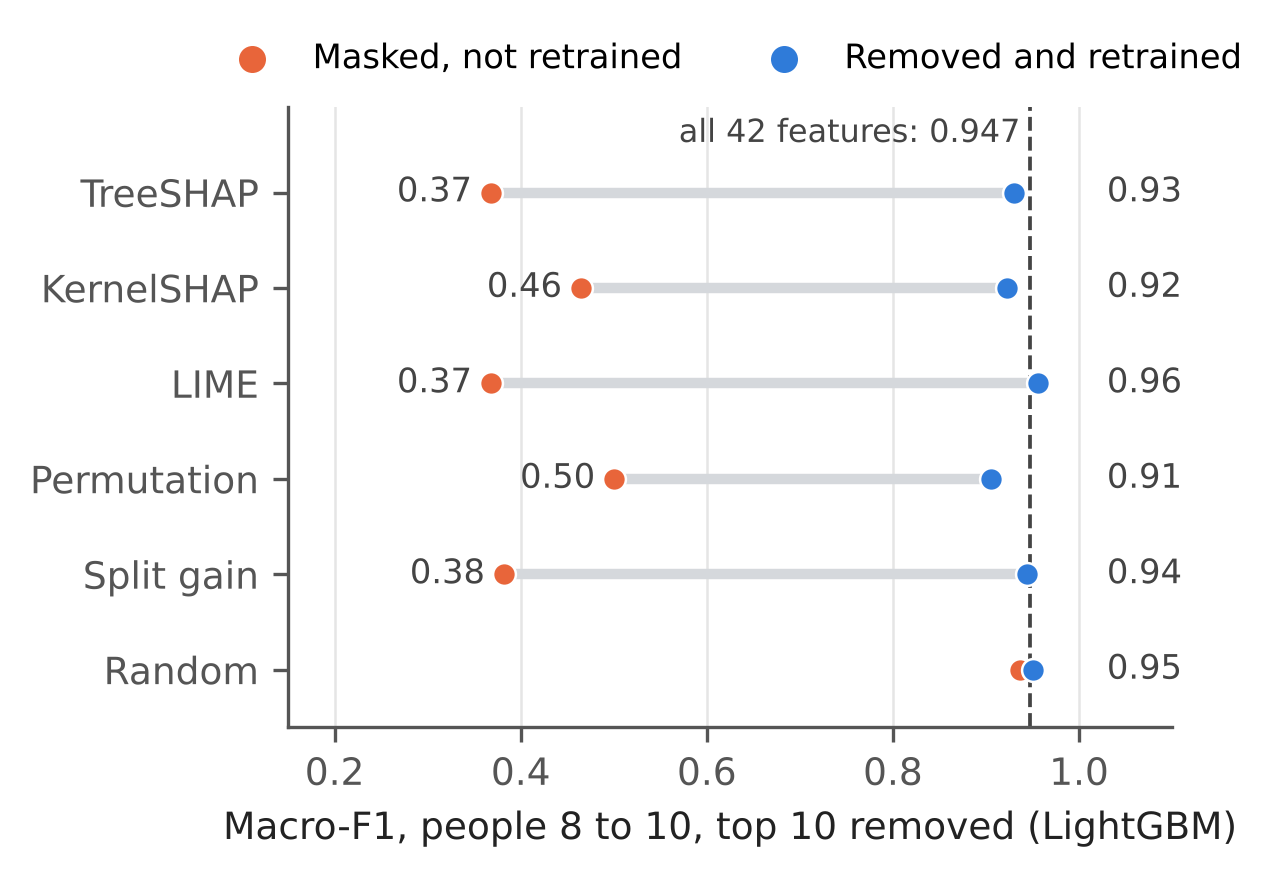 Masked, not retrained
Removed and retrained
all 42 features: 0.947
TreeSHAP 0.37 0.93
KernelSHAP 0.46 0.92
LIME 0.37 0.96
Permutation 0.50 0.91
Split gain 0.38 0.94
Random 0.95
0.2 0.4 0.6 0.8 1.0
Macro-F1, people 8 to 10, top 10 removed (LightGBM)